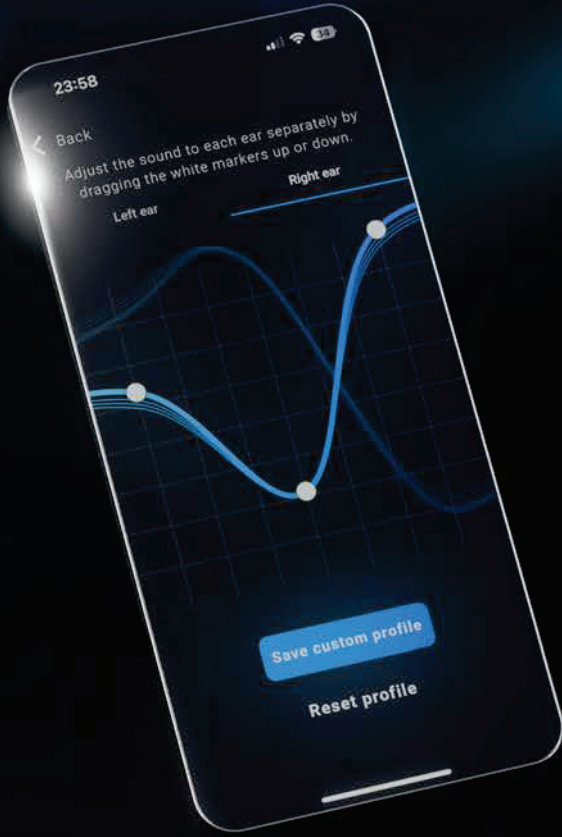 23:58
34
Back
Adjust the sound to each ear separately by
dragging the white markers up or down.
Left ear
Right ear
Save custom profile
Reset profile